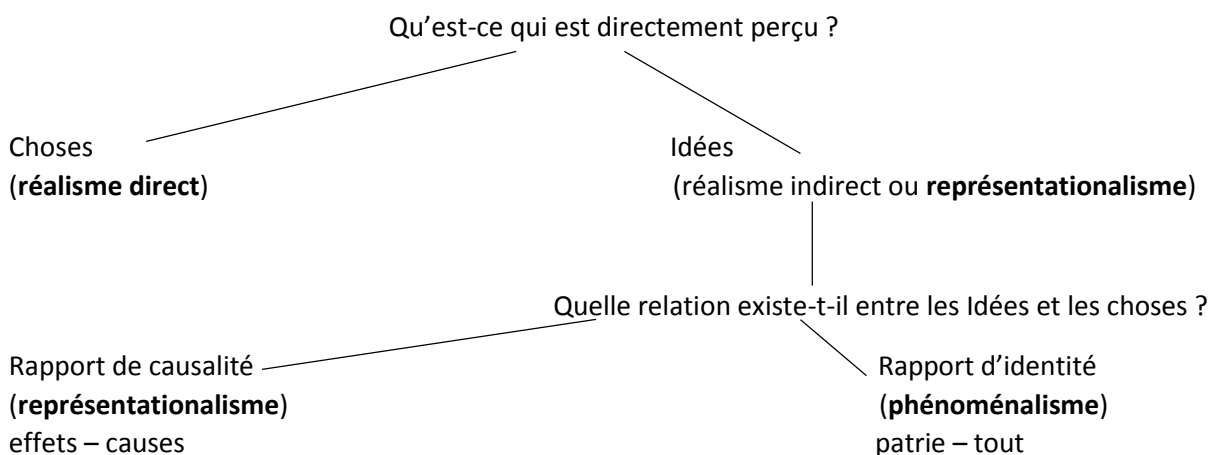 Qu’est-ce qui est directement perçu ?
Choses
(réalisme direct)
Idées
(réalisme indirect ou représentationalisme)
Quelle relation existe-t-il entre les Idées et les choses ?
Rapport de causalité
(représentationalisme)
effets – causes
Rapport d’identité
(phénoménalisme)
patrie – tout